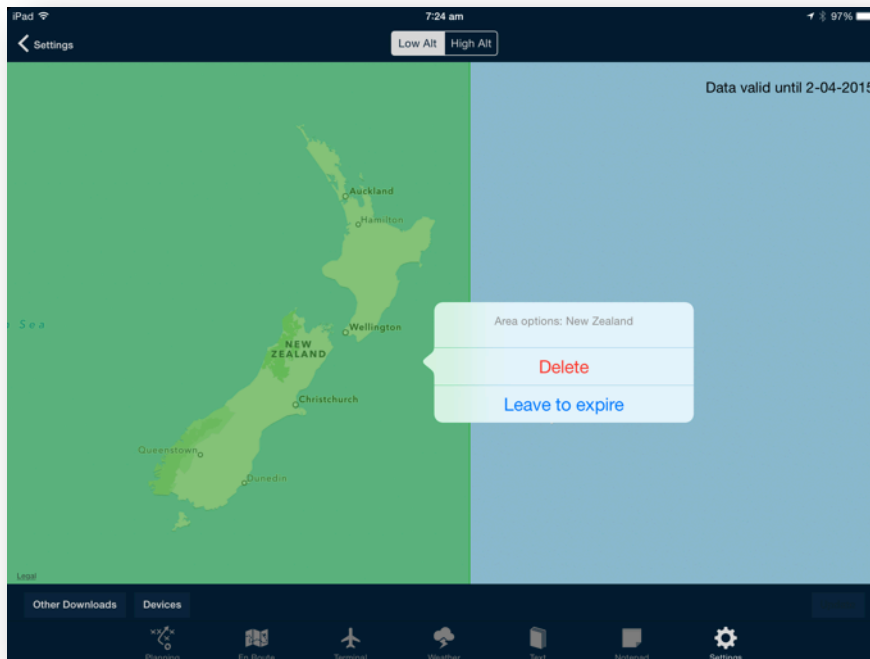 iPad
7:24 am
97%
Settings
Low Alt
High Alt
Data valid until 2-04-2015
Auckland
Hamilton
Sea
Wellington
NEW
ZEALAND
Christchurch
Queenstown
Dunedin
Area options: New Zealand
Delete
Leave to expire
Legal
Other Downloads
Devices
Planning
En Route
Terminal
Weather
Text
Notepad
Settings